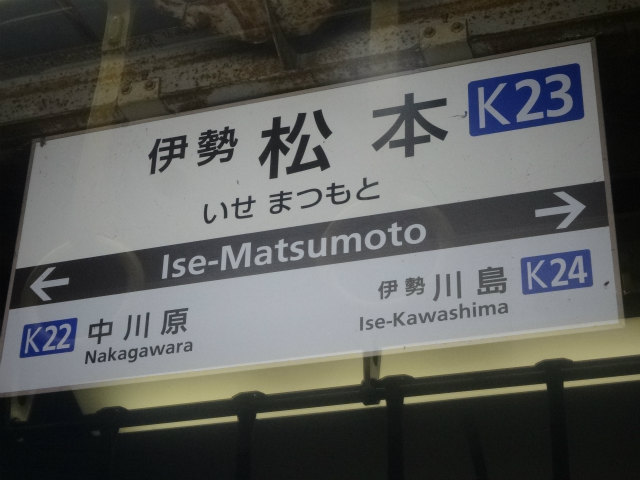 伊勢 松本 K23
いせ まつもと
Ise-Matsumoto
K22 中川原 伊勢 川島 K24
Nakagawara Ise-Kawashima